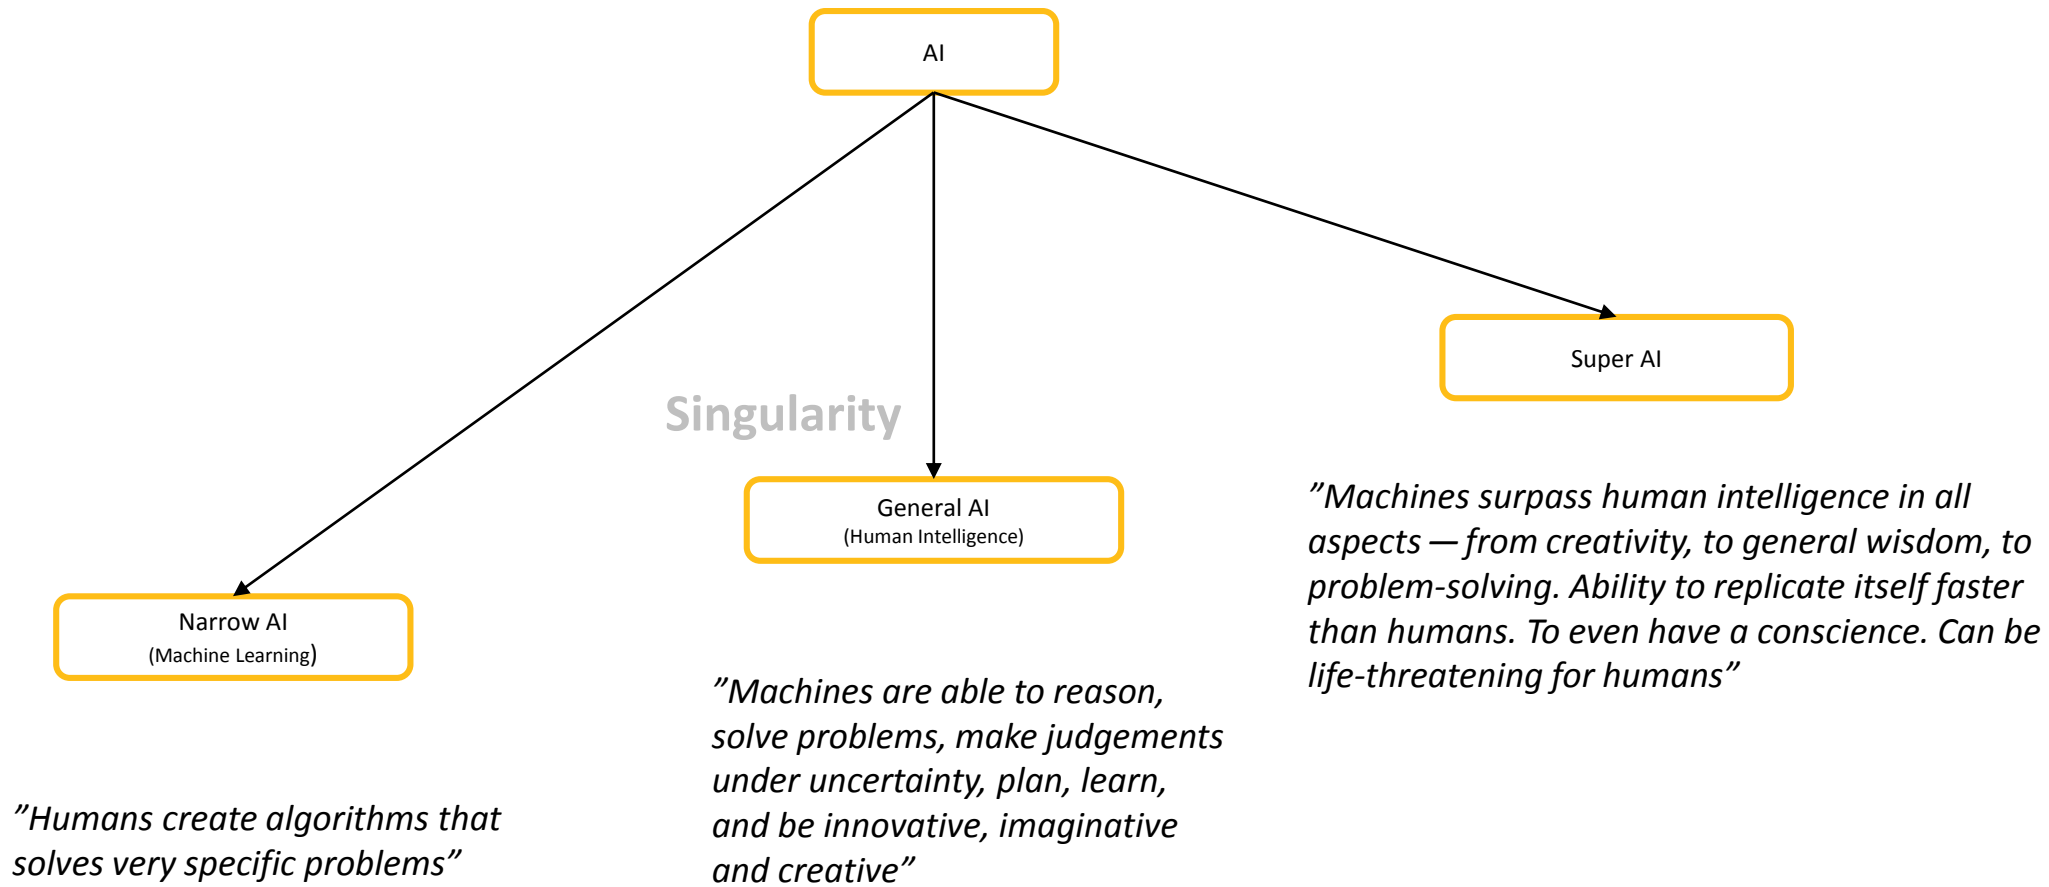 AI
Super AI
Singularity
General AI
(Human Intelligence)
Narrow AI
(Machine Learning)
”Machines surpass human intelligence in all
aspects — from creativity, to general wisdom, to
problem-solving. Ability to replicate itself faster
than humans. To even have a conscience. Can be
life-threatening for humans”
”Machines are able to reason,
solve problems, make judgements
under uncertainty, plan, learn,
and be innovative, imaginative
and creative”
”Humans create algorithms that
solves very specific problems”